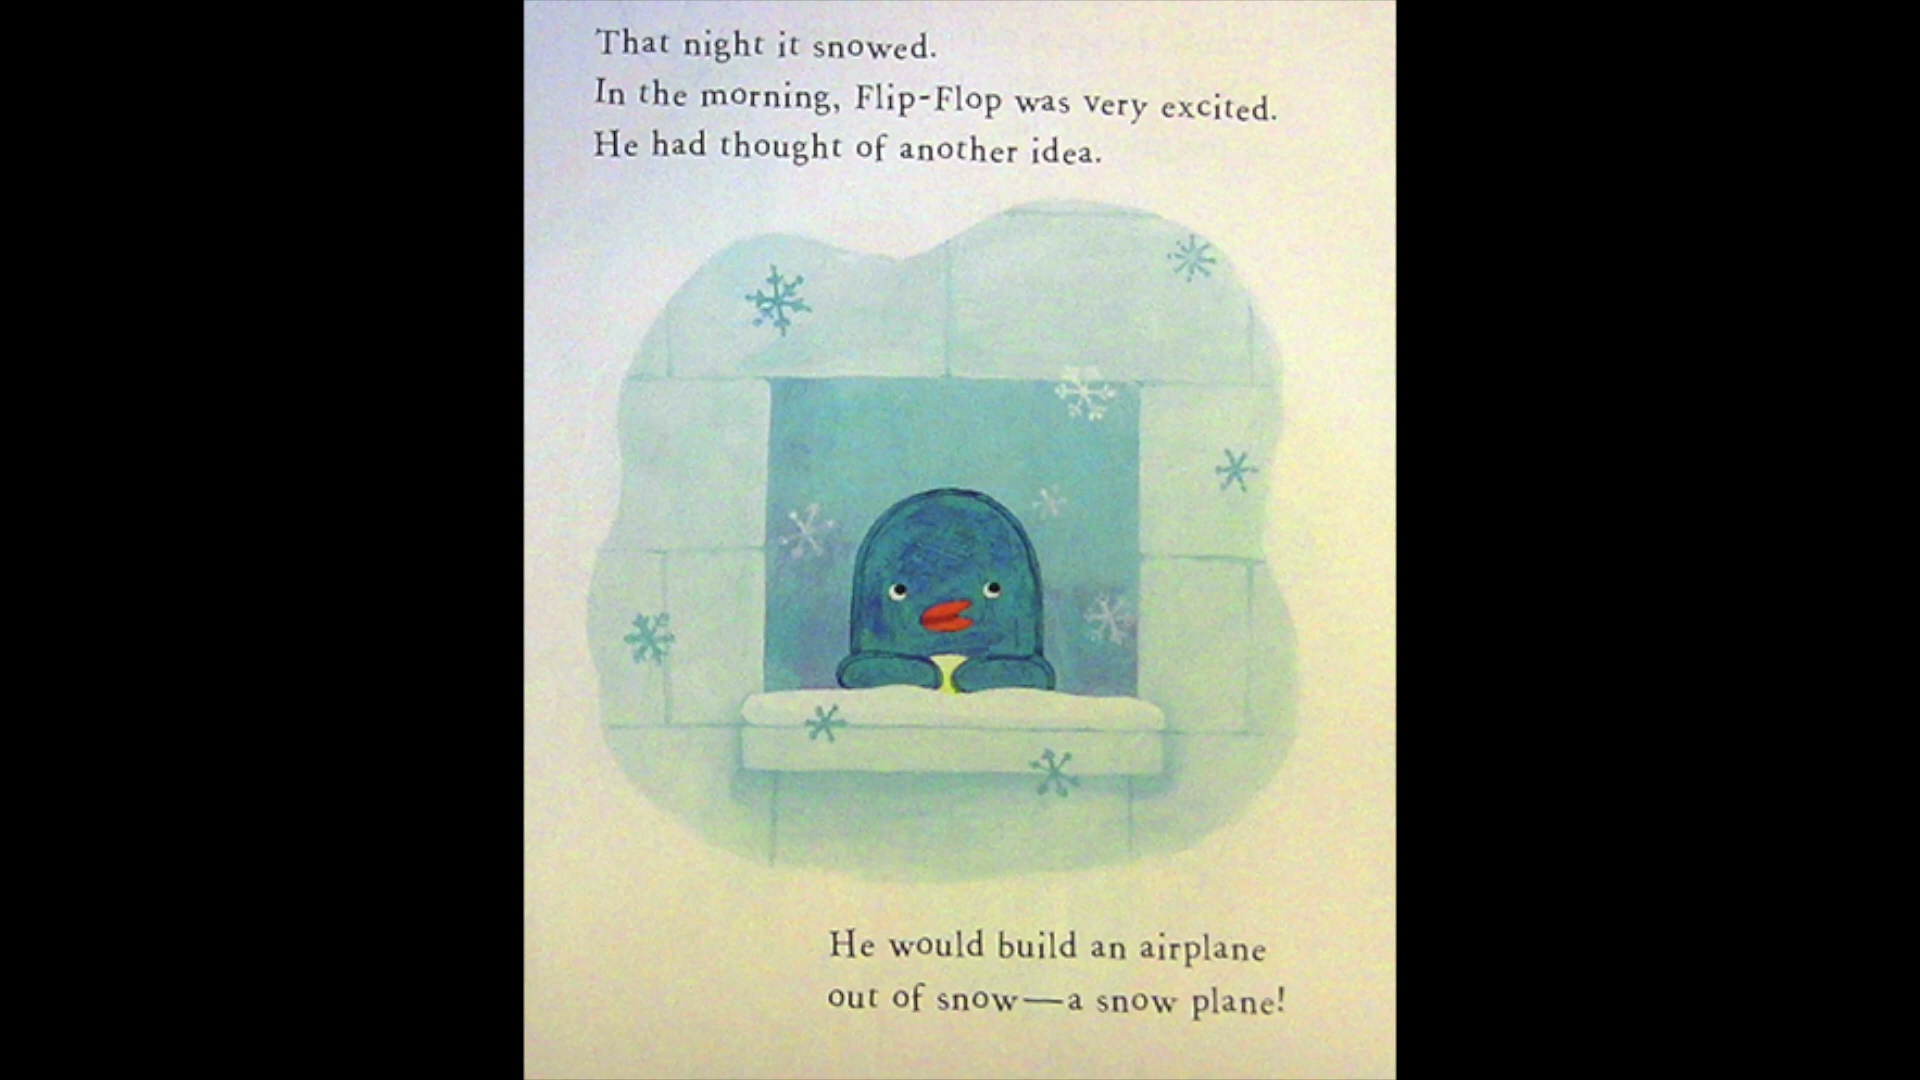 That night it snowed.
In the morning, Flip-Flop was very excited.
He had thought of another idea.
He would build an airplane
out of snow—a snow plane!